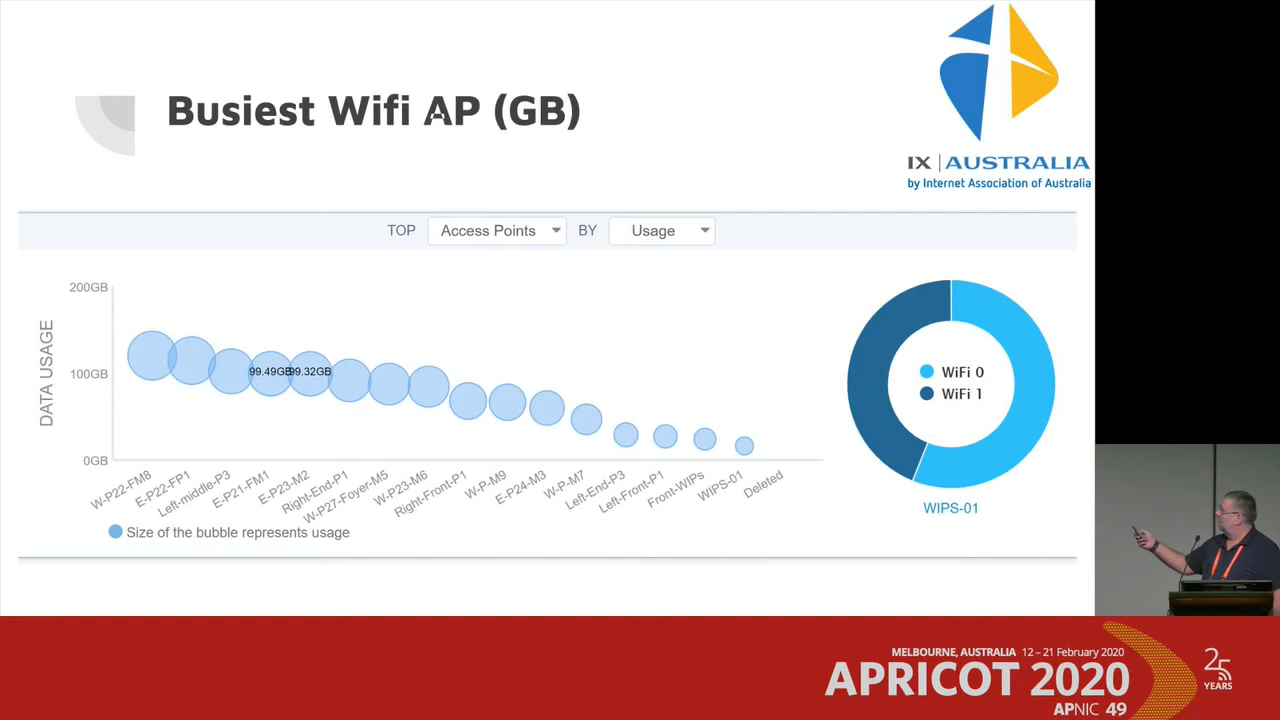 Busiest Wifi AP (GB)
IX | AUSTRALIA
by Internet Association of Australia
TOP Access Points BY Usage
200GB
100GB
0GB
DATA USAGE
99.49GB
99.32GB
W-P22-FM8
E-P22-FP1
Left-middle-P3
E-P21-FM1
E-P23-M2
Right-End-P1
W-P27-Foyer-M5
W-P23-M6
Right-Front-P1
W-P-M9
E-P24-M3
W-P-M7
Left-End-P3
Left-Front-P1
Front-WIPs
WIPS-01
Deleted
Size of the bubble represents usage
WiFi 0
WiFi 1
WIPS-01
MELBOURNE, AUSTRALIA 12 – 21 February 2020
APRICOT 2020
APNIC 49
25
YEARS